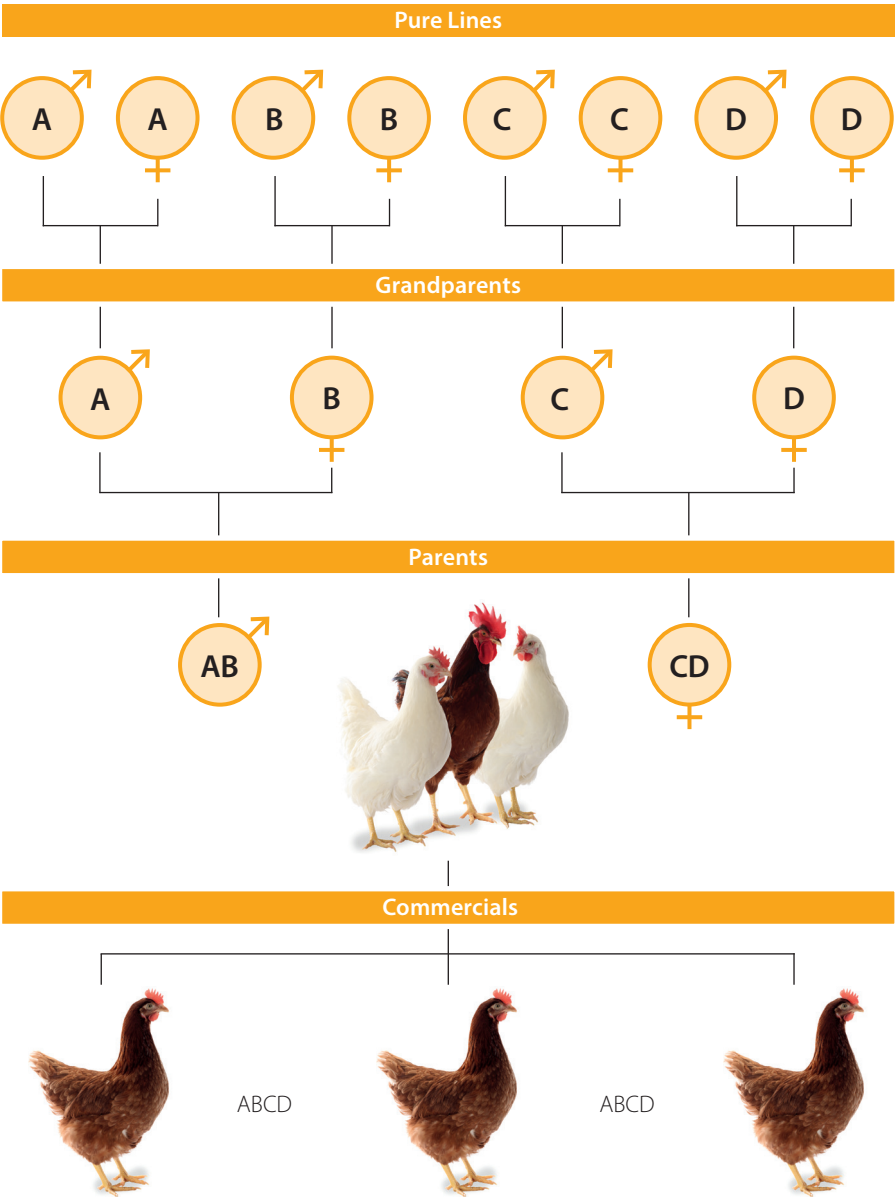 Pure Lines
A A B B C C D D
Grandparents
A B C D
Parents
AB CD
Commercials
ABCD ABCD